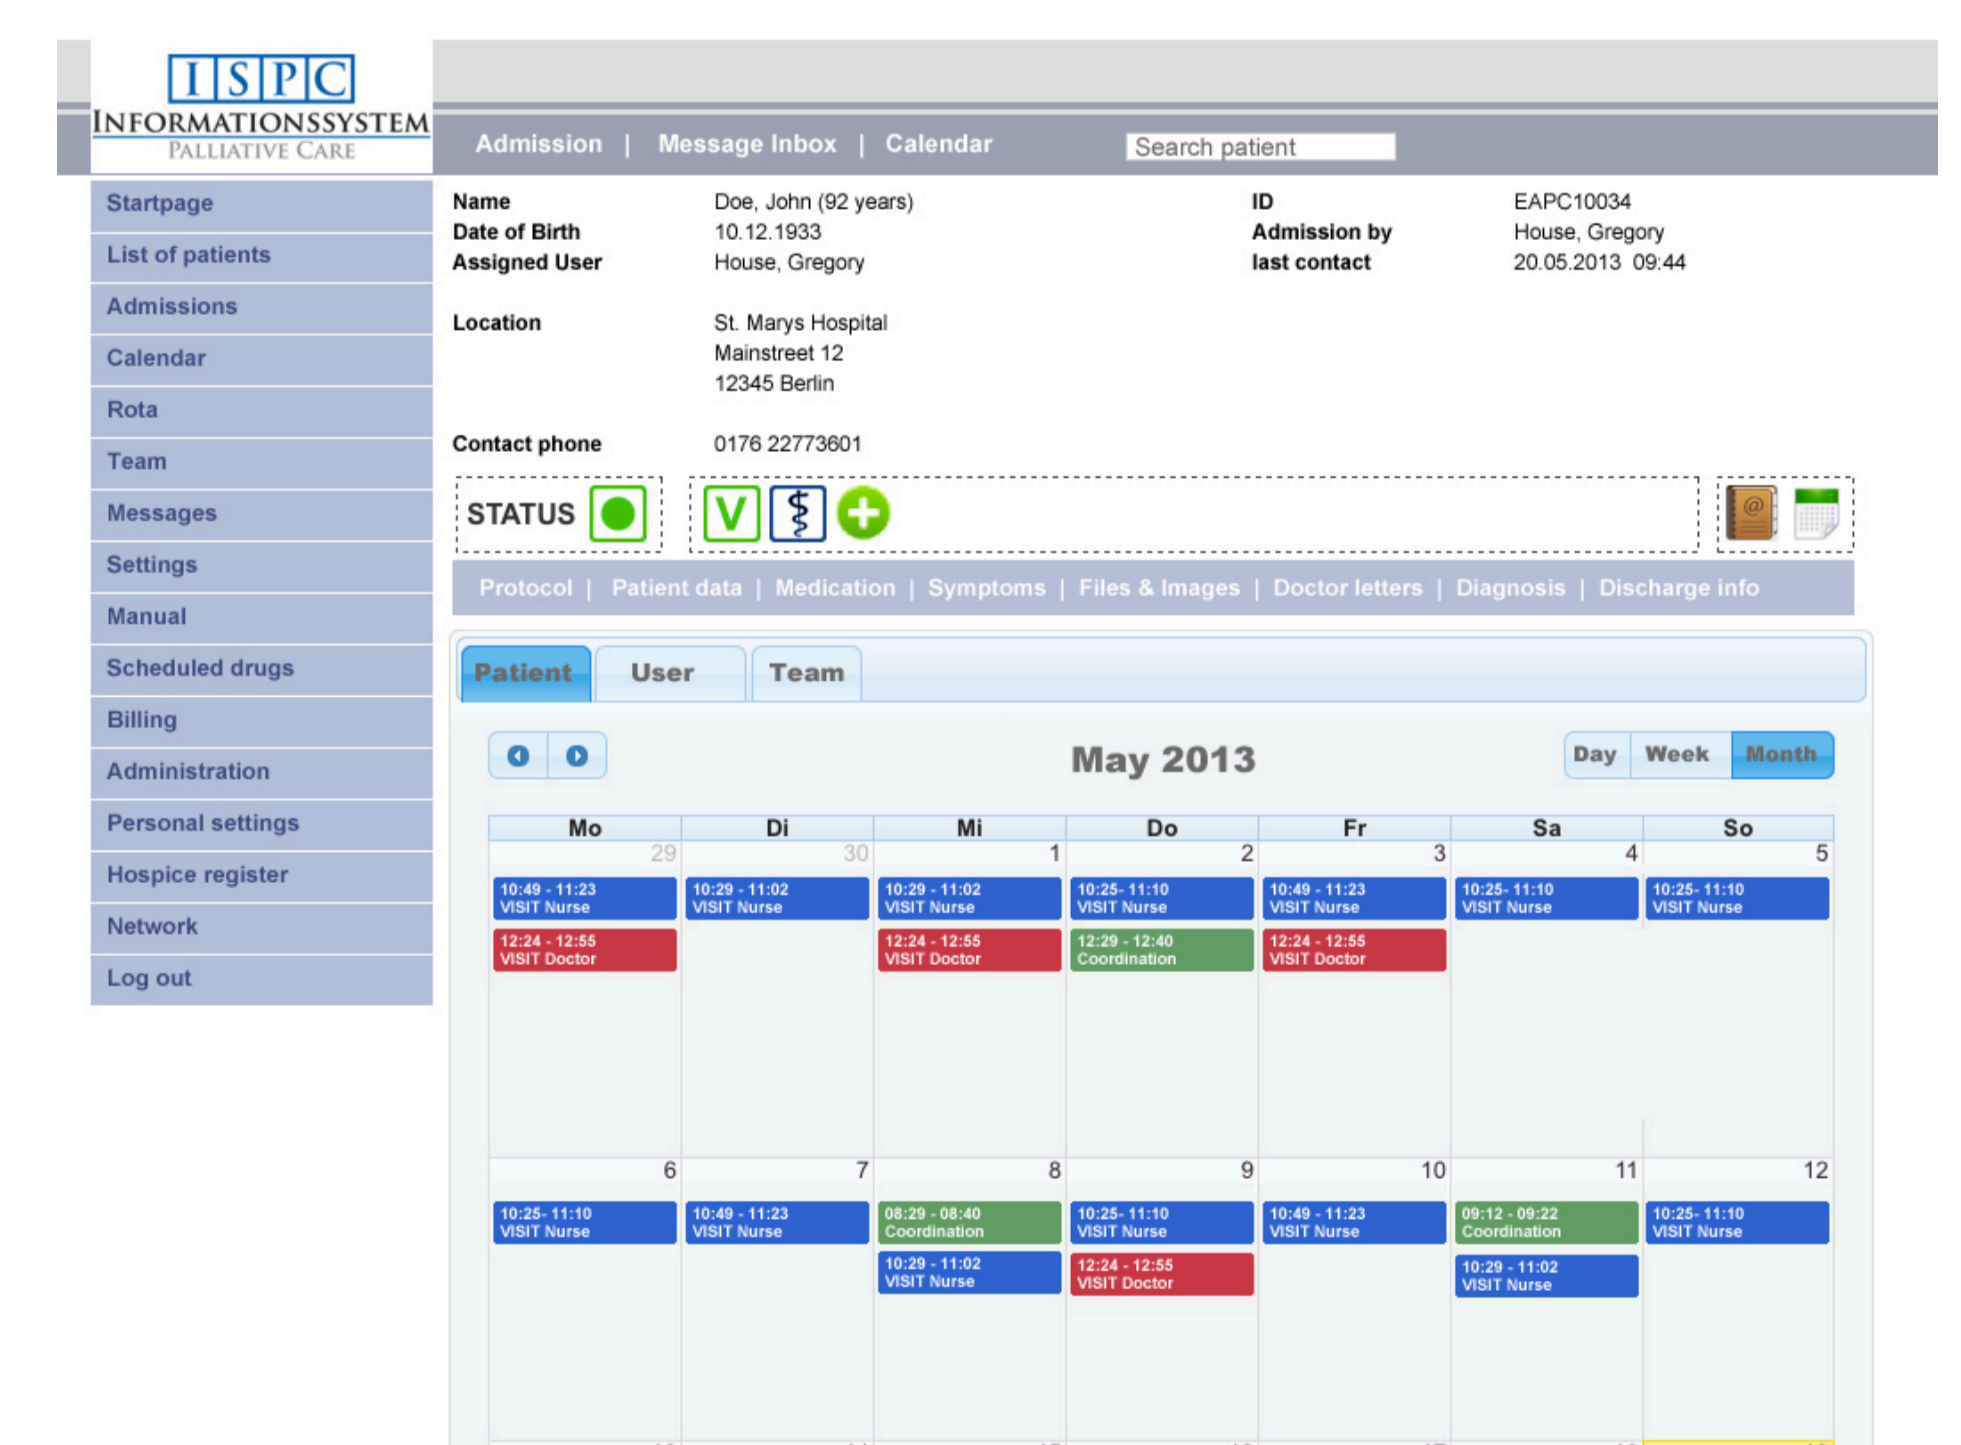 ISPC
INFORMATIONSSYSTEM
PALLIATIVE CARE
Admission | Message Inbox | Calendar
Search patient
Startpage
List of patients
Admissions
Calendar
Rota
Team
Messages
Settings
Manual
Scheduled drugs
Billing
Administration
Personal settings
Hospice register
Network
Log out
Name Doe, John (92 years) ID EAPC10034
Date of Birth 10.12.1933 Admission by House, Gregory
Assigned User House, Gregory last contact 20.05.2013 09:44
Location St. Marys Hospital
Mainstreet 12
12345 Berlin
Contact phone 0176 22773601
STATUS V @
Protocol | Patient data | Medication | Symptoms | Files & Images | Doctor letters | Diagnosis | Discharge info
Patient User Team
May 2013 Day Week Month
Mo Di Mi Do Fr Sa So
29 30 1 2 3 4 5
10:49 - 11:23 10:29 - 11:02 10:29 - 11:02 10:25- 11:10 10:49 - 11:23 10:25- 11:10 10:25- 11:10
VISIT Nurse VISIT Nurse VISIT Nurse VISIT Nurse VISIT Nurse VISIT Nurse VISIT Nurse
12:24 - 12:55 12:24 - 12:55 12:29 - 12:40 12:24 - 12:55
VISIT Doctor VISIT Doctor Coordination VISIT Doctor
6 7 8 9 10 11 12
10:25- 11:10 10:49 - 11:23 08:29 - 08:40 10:25- 11:10 10:49 - 11:23 09:12 - 09:22 10:25- 11:10
VISIT Nurse VISIT Nurse Coordination VISIT Nurse VISIT Nurse Coordination VISIT Nurse
10:29 - 11:02 12:24 - 12:55 10:29 - 11:02
VISIT Nurse VISIT Doctor VISIT Nurse